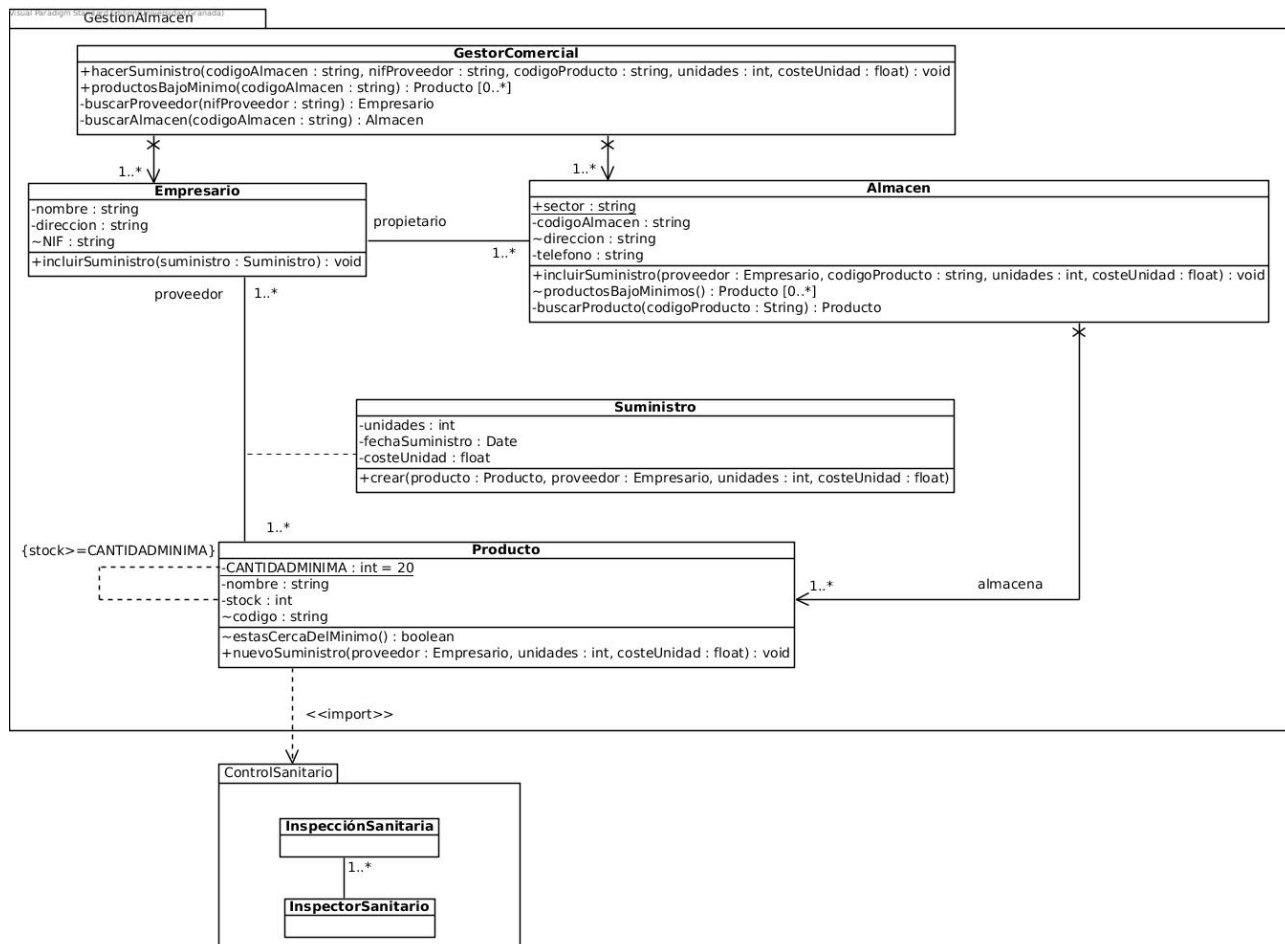 Visual Paradigm Standard Edition(Universidad Granada)
GestionAlmacen
GestorComercial
+hacerSuministro(codigoAlmacen : string, nifProveedor : string, codigoProducto : string, unidades : int, costeUnidad : float) : void
+productosBajoMinimo(codigoAlmacen : string) : Producto [0..*]
-buscarProveedor(nifProveedor : string) : Empresario
-buscarAlmacen(codigoAlmacen : string) : Almacen
1..*
1..*
Empresario
-nombre : string
-direccion : string
~NIF : string
+incluirSuministro(suministro : Suministro) : void
propietario
1..*
Almacen
+sector : string
-codigoAlmacen : string
~direccion : string
-telefono : string
+incluirSuministro(proveedor : Empresario, codigoProducto : string, unidades : int, costeUnidad : float) : void
~productosBajoMinimos() : Producto [0..*]
-buscarProducto(codigoProducto : String) : Producto
proveedor
1..*
Suministro
-unidades : int
-fechaSuministro : Date
-costeUnidad : float
+crear(producto : Producto, proveedor : Empresario, unidades : int, costeUnidad : float)
1..*
{stock>=CANTIDADMINIMA}
Producto
-CANTIDADMINIMA : int = 20
-nombre : string
-stock : int
~codigo : string
~estasCercaDelMinimo() : boolean
+nuevoSuministro(proveedor : Empresario, unidades : int, costeUnidad : float) : void
1..*
almacena
<<import>>
ControlSanitario
InspecciónSanitaria
1..*
InspectorSanitario